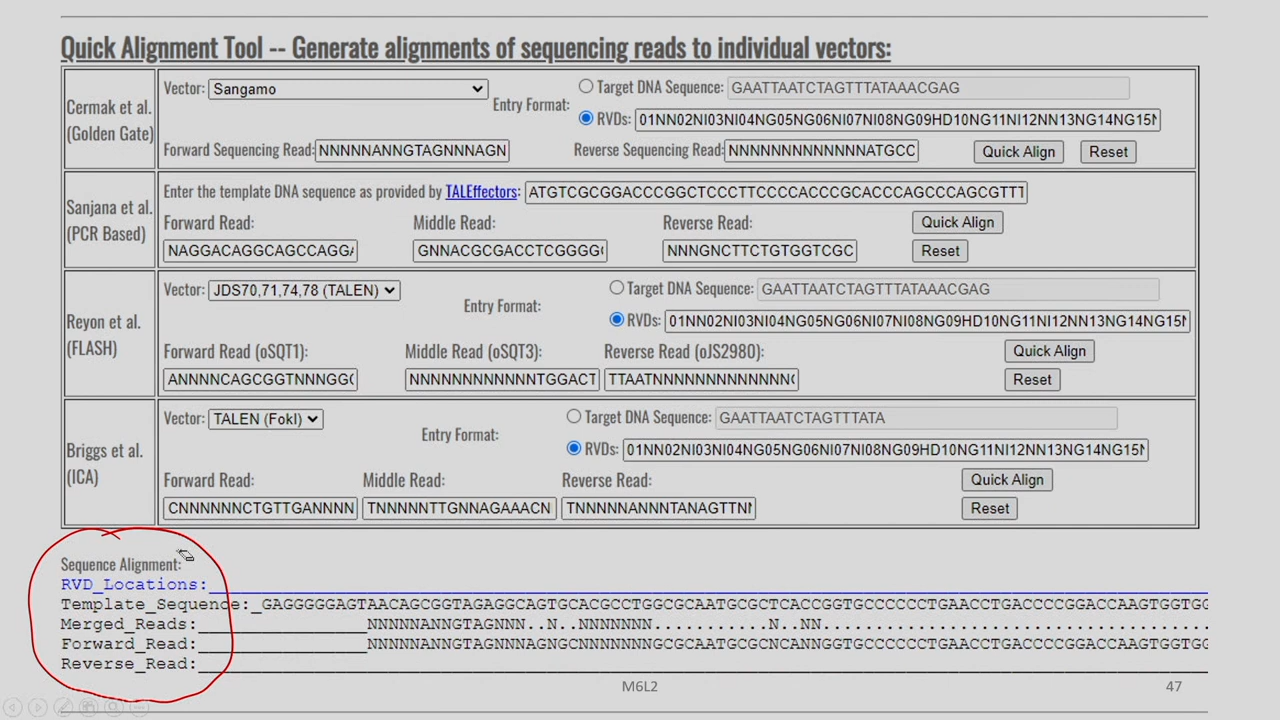 Quick Alignment Tool -- Generate alignments of sequencing reads to individual vectors:
Cermak et al.
(Golden Gate)
Vector: Sangamo
Entry Format:
Target DNA Sequence: GAATTAATCTAGTTTATAAACGAG
RVDs: 01NN02NI03NI04NG05NG06NI07NI08NG09HD10NG11NI12NN13NG14NG15N
Forward Sequencing Read: NNNNNANNGTAGNNNAGN
Reverse Sequencing Read: NNNNNNNNNNNNNATGCC
Quick Align Reset
Sanjana et al.
(PCR Based)
Enter the template DNA sequence as provided by TALEffectors: ATGTCGCGGACCCGGCTCCCTTCCCCACCCGCACCCAGCCCAGCGTTT
Forward Read: Middle Read: Reverse Read: Quick Align
NAGGACAGGCAGCCAGGA GNNACGCGACCTCGGGG NNNGNCTTCTGTGGTCGC Reset
Reyon et al.
(FLASH)
Vector: JDS70,71,74,78 (TALEN)
Entry Format:
Target DNA Sequence: GAATTAATCTAGTTTATAAACGAG
RVDs: 01NN02NI03NI04NG05NG06NI07NI08NG09HD10NG11NI12NN13NG14NG15N
Forward Read (oSQT1): Middle Read (oSQT3): Reverse Read (oJS2980): Quick Align
ANNNNCAGCGGTNNNGG NNNNNNNNNNNNTGGACT TTAATNNNNNNNNNNNNN Reset
Briggs et al.
(ICA)
Vector: TALEN (FokI)
Entry Format:
Target DNA Sequence: GAATTAATCTAGTTTATA
RVDs: 01NN02NI03NI04NG05NG06NI07NI08NG09HD10NG11NI12NN13NG14NG15N
Forward Read: Middle Read: Reverse Read: Quick Align
CNNNNNNCTGTTGANNNN TNNNNNTTGNNAGAAACN TNNNNNANNNTANAGTTN Reset
Sequence Alignment:
RVD_Locations:
Template_Sequence:_GAGGGGGAGTAACAGCGGTAGAGGCAGTGCACGCCTGGCGCAATGCGCTCACCGGTGCCCCCCTGAACCTGACCCCGGACCAAGTGGTGG
Merged_Reads:_________________NNNNNANNGTAGNNN..N..NNNNNNN...........N..NN.......................................
Forward_Read:_________________NNNNNANNGTAGNNNAGNGCNNNNNNNGCGCAATGCGCNCANNGGTGCCCCCCTGAACCTGACCCCGGACCAAGTGGTGG
Reverse_Read:
M6L2
47